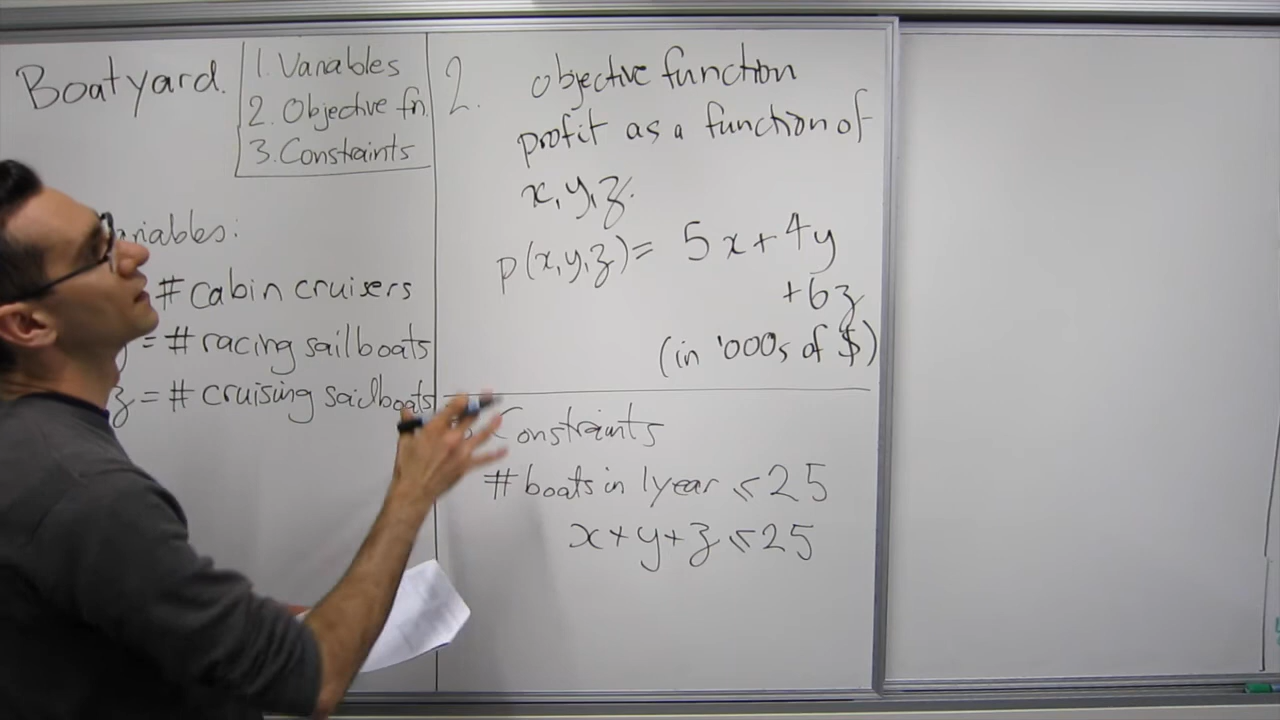 Boatyard.
1. Variables
2. Objective fn.
3. Constraints
ariables:
# cabin cruisers
y = # racing sailboats
z = # cruising sailboats
2. objective function
profit as a function of
x, y, z.
p(x,y,z) = 5x + 4y
+ 6z
(in '000s of $)
Constraints
# boats in 1 year ≤ 25
x + y + z ≤ 25